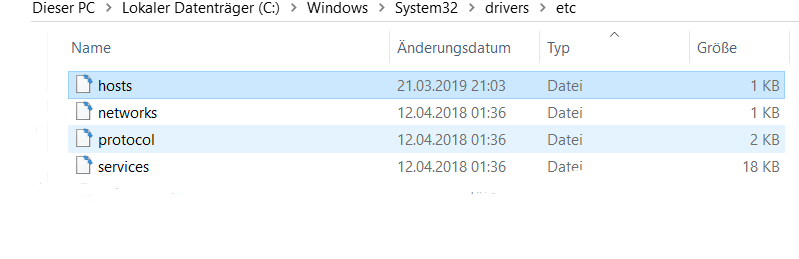 Dieser PC > Lokaler Datenträger (C:) > Windows > System32 > drivers > etc
Name Änderungsdatum Typ Größe
hosts 21.03.2019 21:03 Datei 1 KB
networks 12.04.2018 01:36 Datei 1 KB
protocol 12.04.2018 01:36 Datei 2 KB
services 12.04.2018 01:36 Datei 18 KB